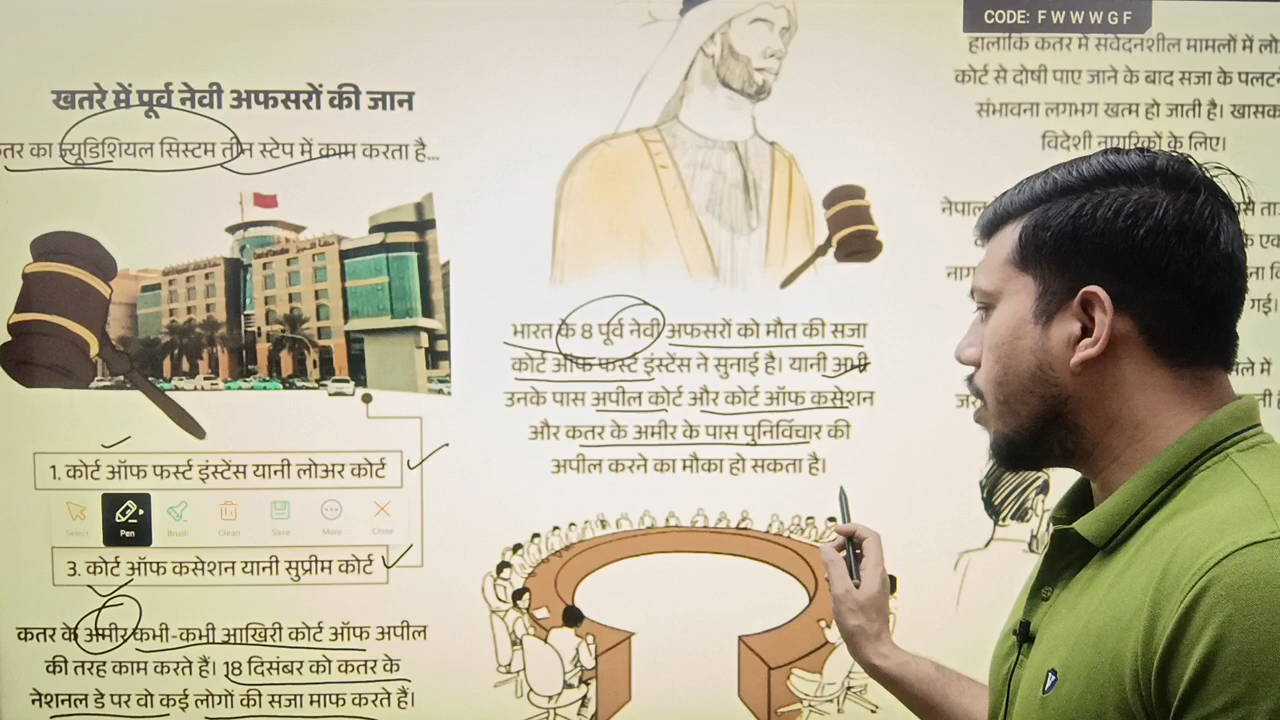 CODE: F W W W G F
खतरे में पूर्व नेवी अफसरों की जान
का ज्यूडिशियल सिस्टम तीन स्टेप में काम करता है...
1. कोर्ट ऑफ फर्स्ट इंस्टेंस यानी लोअर कोर्ट
Select Pen Brush Clean Save More Close
3. कोर्ट ऑफ कसेशन यानी सुप्रीम कोर्ट
कतर के अमीर कभी-कभी आखिरी कोर्ट ऑफ अपील
की तरह काम करते हैं। 18 दिसंबर को कतर के
नेशनल डे पर वो कई लोगों की सजा माफ करते हैं।
भारत के 8 पूर्व नेवी अफसरों को मौत की सजा
कोर्ट ऑफ फर्स्ट इंस्टेंस ने सुनाई है। यानी अभी
उनके पास अपील कोर्ट और कोर्ट ऑफ कसेशन
और कतर के अमीर के पास पुनर्विचार की
अपील करने का मौका हो सकता है।
हालांकि कतर में संवेदनशील मामलों में
कोर्ट से दोषी पाए जाने के बाद सजा के
संभावना लगभग खत्म हो जाती है।
विदेशी नागरिकों के लिए।
नेपाल
गई।
में